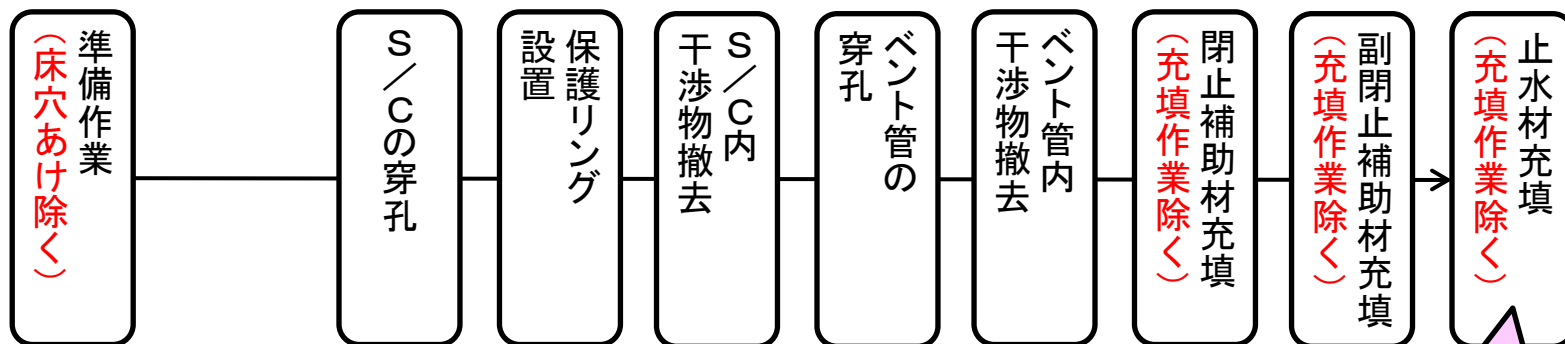 準備作業
（床穴あけ除く）
Ｓ／Ｃの穿孔
保護リング
設置
Ｓ／Ｃ内
干渉物撤去
ベント管の
穿孔
ベント管内
干渉物撤去
閉止補助材充填
（充填作業除く）
副閉止補助材充填
（充填作業除く）
止水材充填
（充填作業除く）